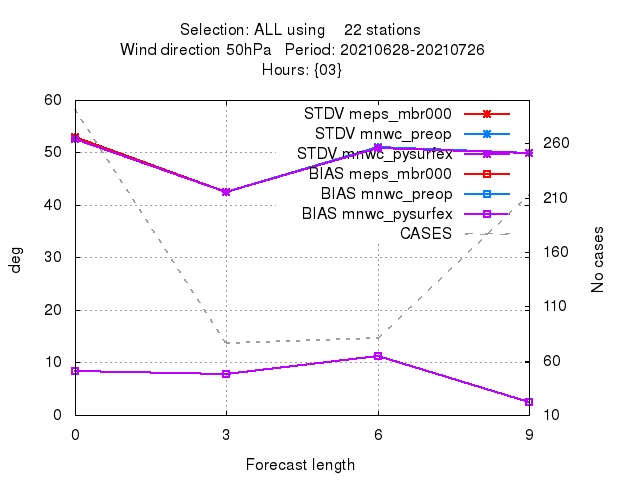 Selection: ALL using    22 stations
Wind direction 50hPa   Period: 20210628-20210726
Hours: {03}
60
50
40
30
20
10
0
deg
STDV meps_mbr000
STDV mnwc_preop
STDV mnwc_pysurfex
BIAS meps_mbr000
BIAS mnwc_preop
BIAS mnwc_pysurfex
CASES
260
210
160
110
60
10
No cases
0 3 6 9
Forecast length